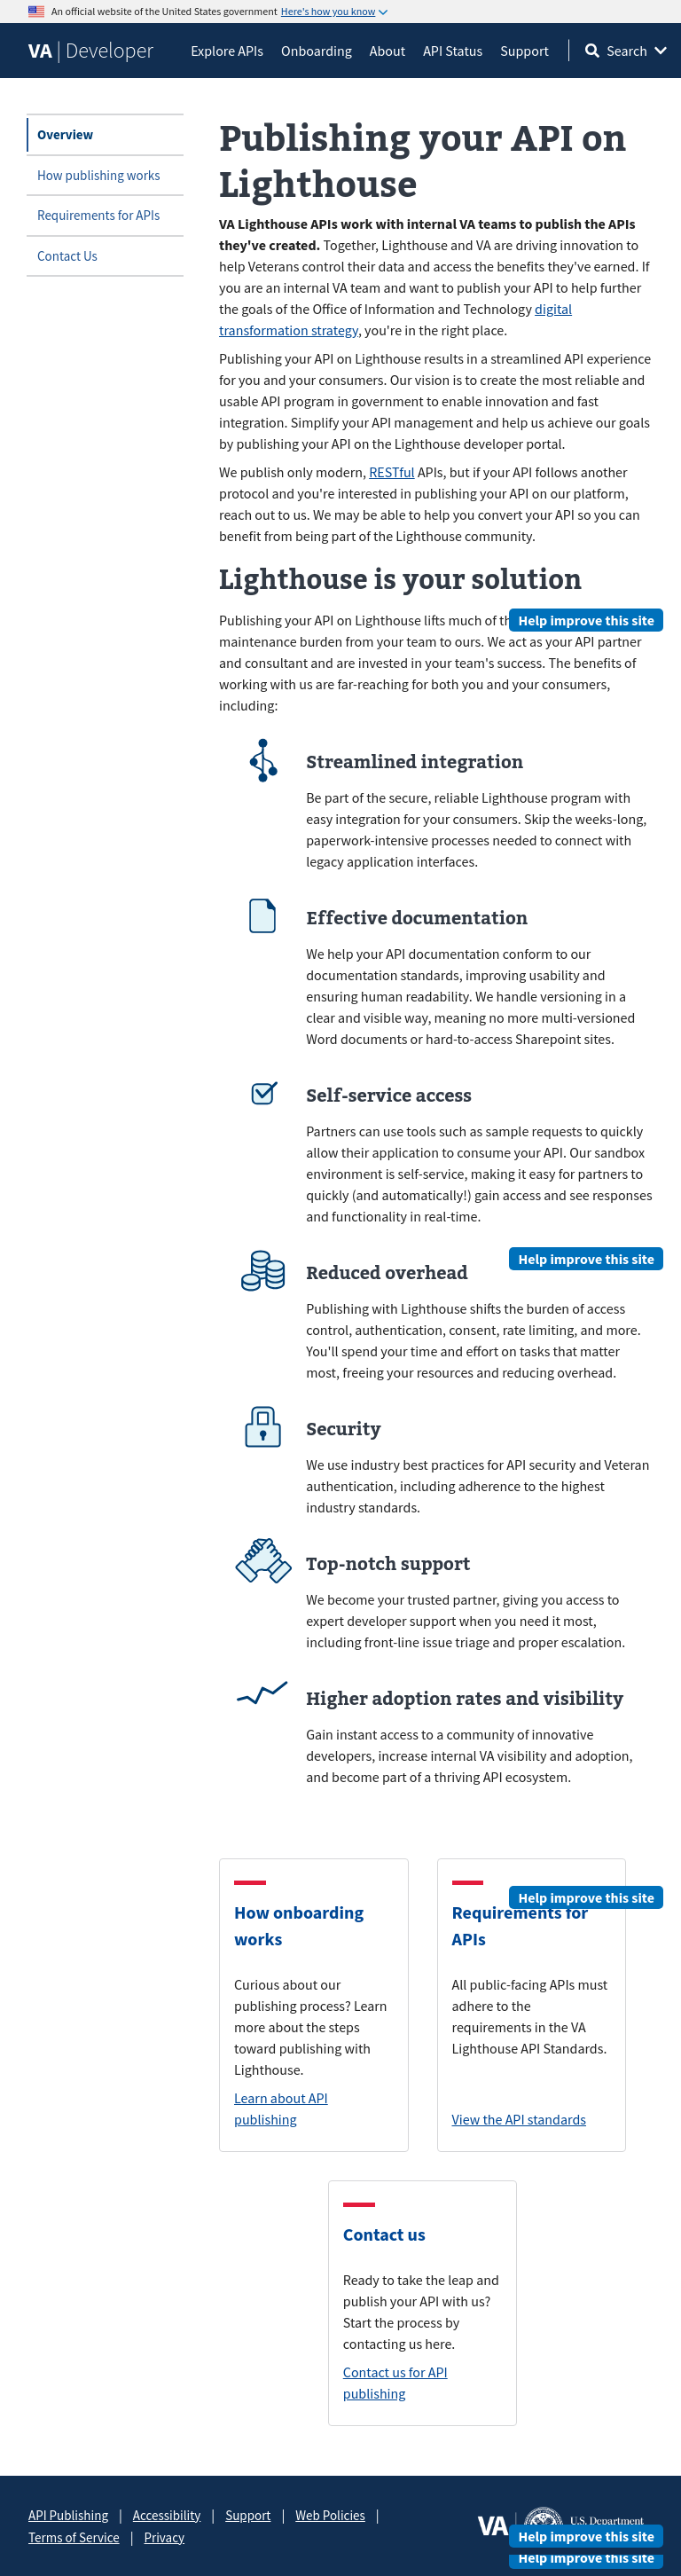 An official website of the United States government Here's how you know
VA | Developer
Explore APIs
Onboarding
About
API Status
Support
Search
Overview
How publishing works
Requirements for APIs
Contact Us
Publishing your API on
Lighthouse
VA Lighthouse APIs work with internal VA teams to publish the APIs
they've created. Together, Lighthouse and VA are driving innovation to
help Veterans control their data and access the benefits they've earned. If
you are an internal VA team and want to publish your API to help further
the goals of the Office of Information and Technology digital
transformation strategy, you're in the right place.
Publishing your API on Lighthouse results in a streamlined API experience
for you and your consumers. Our vision is to create the most reliable and
usable API program in government to enable innovation and fast
integration. Simplify your API management and help us achieve our goals
by publishing your API on the Lighthouse developer portal.
We publish only modern, RESTful APIs, but if your API follows another
protocol and you're interested in publishing your API on our platform,
reach out to us. We may be able to help you convert your API so you can
benefit from being part of the Lighthouse community.
Lighthouse is your solution
Publishing your API on Lighthouse lifts much of
Help improve this site
maintenance burden from your team to ours. We act as your API partner
and consultant and are invested in your team's success. The benefits of
working with us are far-reaching for both you and your consumers,
including:
Streamlined integration
Be part of the secure, reliable Lighthouse program with
easy integration for your consumers. Skip the weeks-long,
paperwork-intensive processes needed to connect with
legacy application interfaces.
Effective documentation
We help your API documentation conform to our
documentation standards, improving usability and
ensuring human readability. We handle versioning in a
clear and visible way, meaning no more multi-versioned
Word documents or hard-to-access Sharepoint sites.
Self-service access
Partners can use tools such as sample requests to quickly
allow their application to consume your API. Our sandbox
environment is self-service, making it easy for partners to
quickly (and automatically!) gain access and see responses
and functionality in real-time.
Help improve this site
Reduced overhead
Publishing with Lighthouse shifts the burden of access
control, authentication, consent, rate limiting, and more.
You'll spend your time and effort on tasks that matter
most, freeing your resources and reducing overhead.
Security
We use industry best practices for API security and Veteran
authentication, including adherence to the highest
industry standards.
Top-notch support
We become your trusted partner, giving you access to
expert developer support when you need it most,
including front-line issue triage and proper escalation.
Higher adoption rates and visibility
Gain instant access to a community of innovative
developers, increase internal VA visibility and adoption,
and become part of a thriving API ecosystem.
How onboarding
works
Curious about our
publishing process? Learn
more about the steps
toward publishing with
Lighthouse.
Learn about API
publishing
Help improve this site
Requirements for
APIs
All public-facing APIs must
adhere to the
requirements in the VA
Lighthouse API Standards.
View the API standards
Contact us
Ready to take the leap and
publish your API with us?
Start the process by
contacting us here.
Contact us for API
publishing
API Publishing | Accessibility | Support | Web Policies |
Terms of Service | Privacy
VA
U.S. Department
Help improve this site
Help improve this site